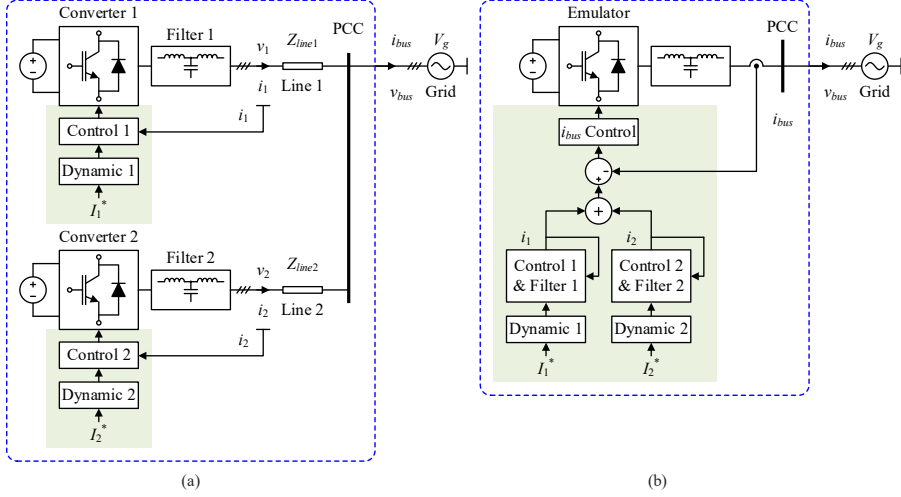 Converter 1
Filter 1
v1
Zline1
PCC
ibus
Vg
i1
Line 1
vbus
Grid
i1
Control 1
Dynamic 1
I1*
Converter 2
Filter 2
v2
Zline2
i2
Line 2
i2
Control 2
Dynamic 2
I2*
(a)
Emulator
PCC
ibus
Vg
vbus
Grid
ibus
ibus Control
+
-
+
i1
i2
Control 1
& Filter 1
Control 2
& Filter 2
Dynamic 1
Dynamic 2
I1*
I2*
(b)